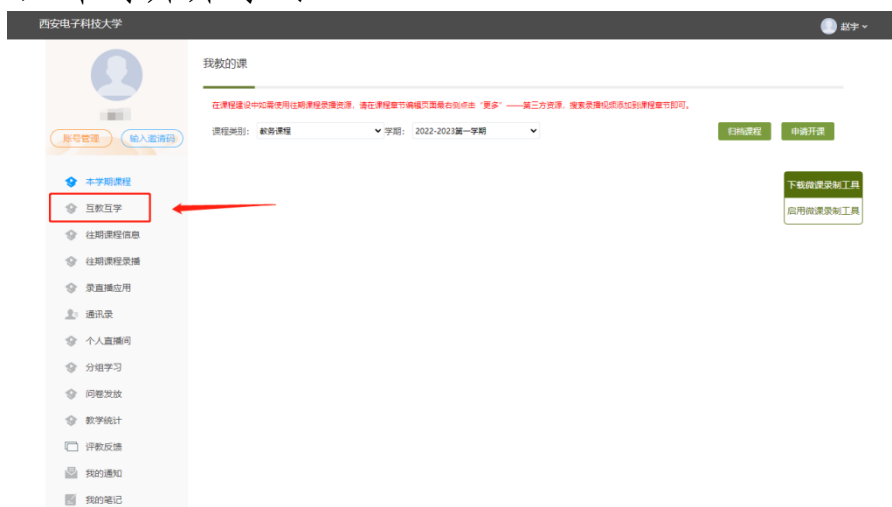 西安电子科技大学
赵宇
我教的课
在课程建设中如需使用往期课程录播资源，请在课程章节编辑页面最右侧点击“更多”——第三方资源，搜索录播视频添加到课程章节即可。
账号管理 输入邀请码
课程类别： 教务课程 学期： 2022-2023第一学期 归档课程 申请开课
本学期课程
下载微课录制工具
互教互学
启用微课录制工具
往期课程信息
往期课程录播
录直播应用
通讯录
个人直播间
分组学习
问卷发放
教学统计
评教反馈
我的通知
我的笔记